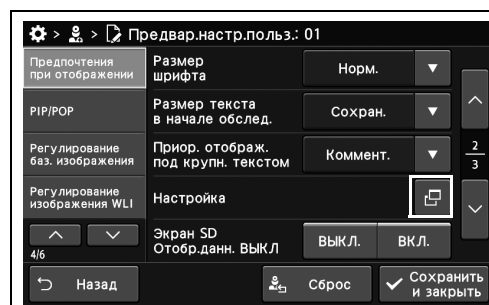 > > Предвар.настр.польз.: 01
Предпочтения
при отображении
PIP/POP
Регулирование
баз. изображения
Регулирование
изображения WLI
4/6
Размер
шрифта
Норм.
Размер текста
в начале обслед.
Сохран.
Приор. отображ.
под крупн. текстом
Коммент.
Настройка
Экран SD
Отобр.данн. ВЫКЛ
ВЫКЛ.
ВКЛ.
2
3
Назад
Сброс
Сохранить
и закрыть